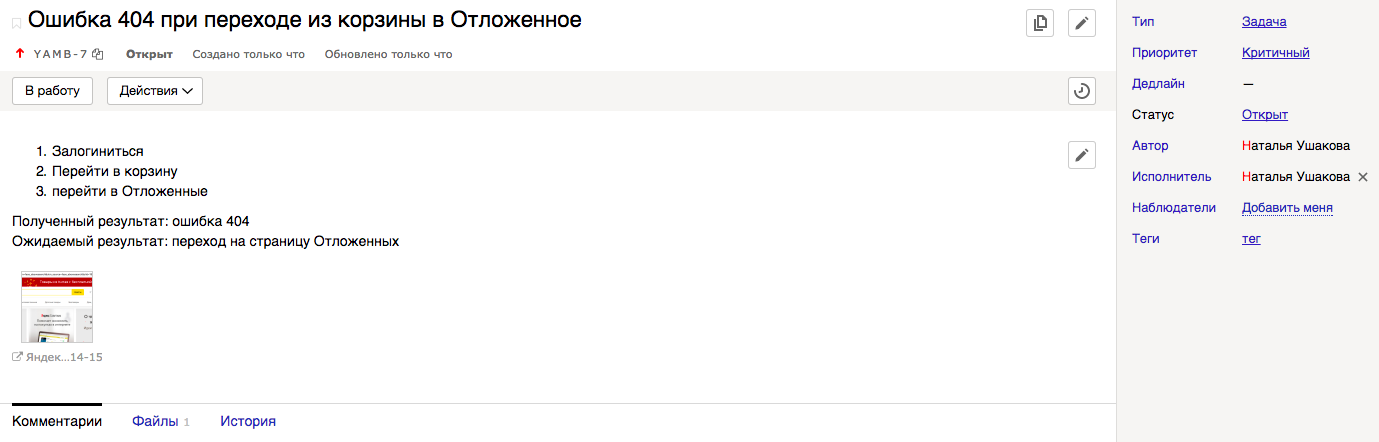 Ошибка 404 при переходе из корзины в Отложенное
YAMB-7 Открыт Создано только что Обновлено только что
В работу Действия
1. Залогиниться
2. Перейти в корзину
3. перейти в Отложенные
Полученный результат: ошибка 404
Ожидаемый результат: переход на страницу Отложенных
Яндек...14-15
Комментарии Файлы 1 История
Тип Задача
Приоритет Критичный
Дедлайн —
Статус Открыт
Автор Наталья Ушакова
Исполнитель Наталья Ушакова
Наблюдатели Добавить меня
Теги тег